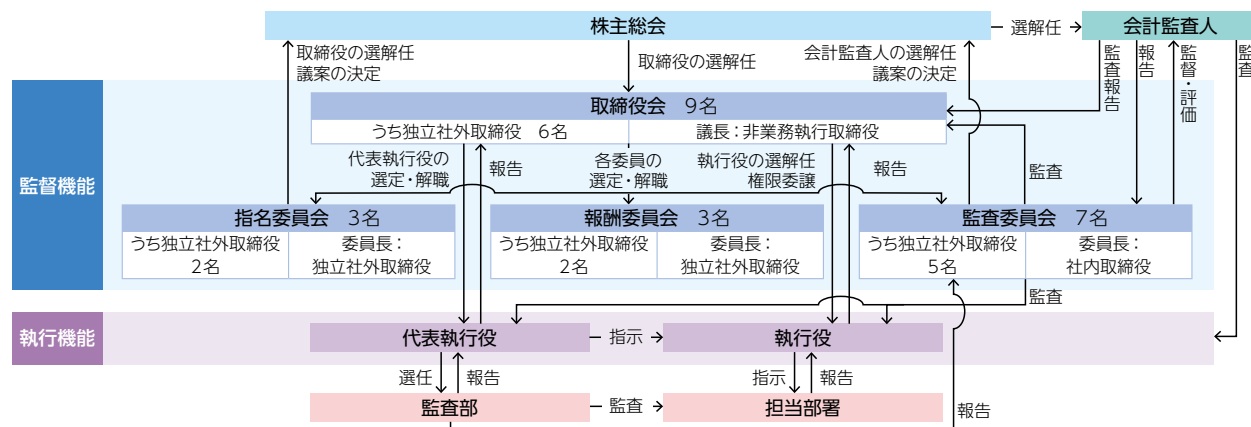 株主総会
選解任
会計監査人
取締役の選解任
議案の決定
取締役の選解任
会計監査人の選解任
議案の決定
監査報告
報告
監督・評価
監査
監督機能
取締役会 9名
うち独立社外取締役 6名
議長：非業務執行取締役
代表執行役の
選定・解職
報告
各委員の
選定・解職
執行役の選解任
権限委譲
報告
監査
指名委員会 3名
うち独立社外取締役
2名
委員長：
独立社外取締役
報酬委員会 3名
うち独立社外取締役
2名
委員長：
独立社外取締役
監査委員会 7名
うち独立社外取締役
5名
委員長：
社内取締役
監査
執行機能
代表執行役
指示
執行役
選任
報告
指示
報告
監査部
監査
担当部署
報告